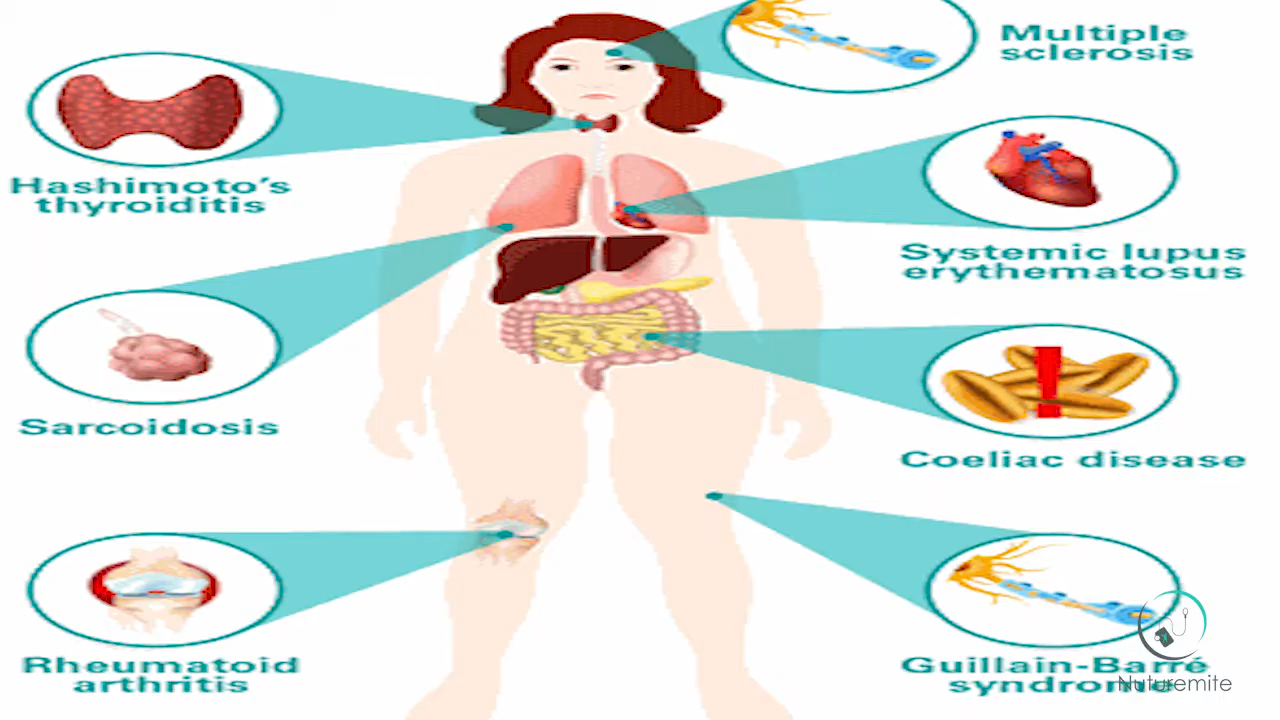 Multiple
sclerosis
Hashimoto's
thyroiditis
Systemic lupus
erythematosus
Sarcoidosis
Coeliac disease
Rheumatoid
arthritis
Guillain-Barré
syndrome
Nuturemite